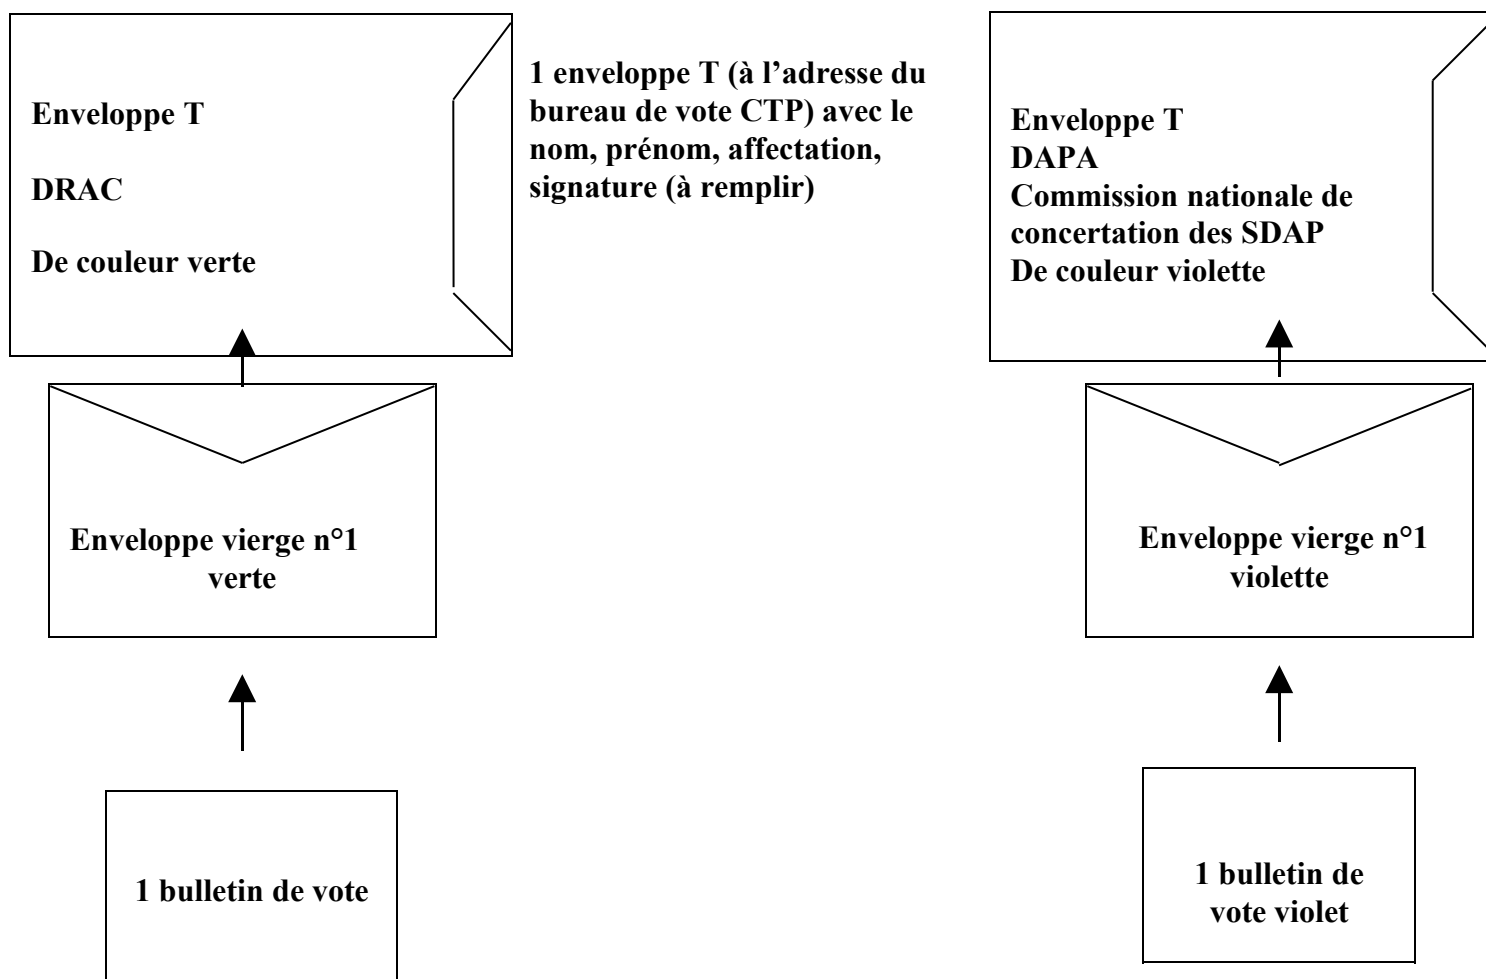 Enveloppe T
DRAC
De couleur verte
1 enveloppe T (à l’adresse du
bureau de vote CTP) avec le
nom, prénom, affectation,
signature (à remplir)
Enveloppe T
DAPA
Commission nationale de
concertation des SDAP
De couleur violette
Enveloppe vierge n°1
verte
Enveloppe vierge n°1
violette
1 bulletin de vote
1 bulletin de
vote violet